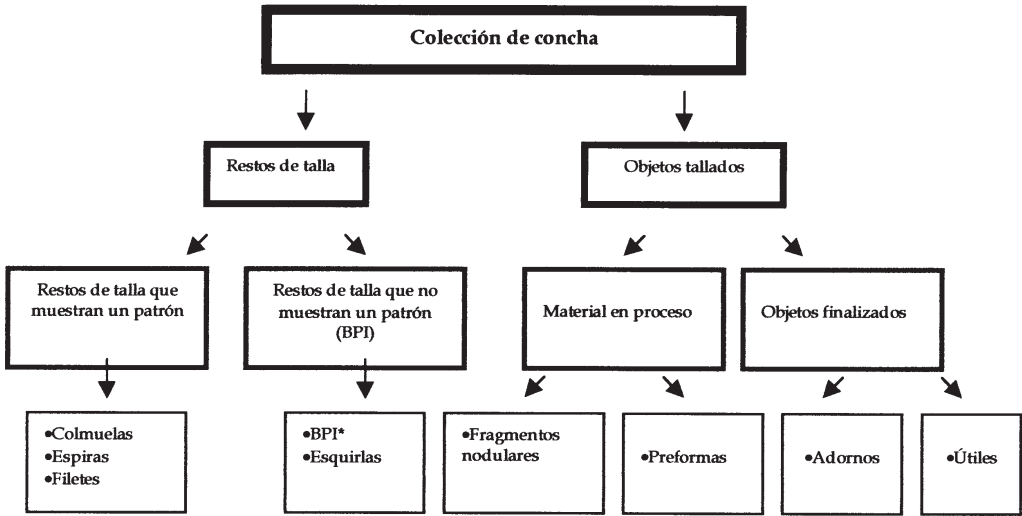 Colección de concha
Restos de talla
Objetos tallados
Restos de talla que
muestran un patrón
Restos de talla que no
muestran un patrón
(BPI)
Material en proceso
Objetos finalizados
•Colmuelas
•Espiras
•Filetes
•BPI*
•Esquirlas
•Fragmentos
nodulares
•Preformas
•Adornos
•Útiles